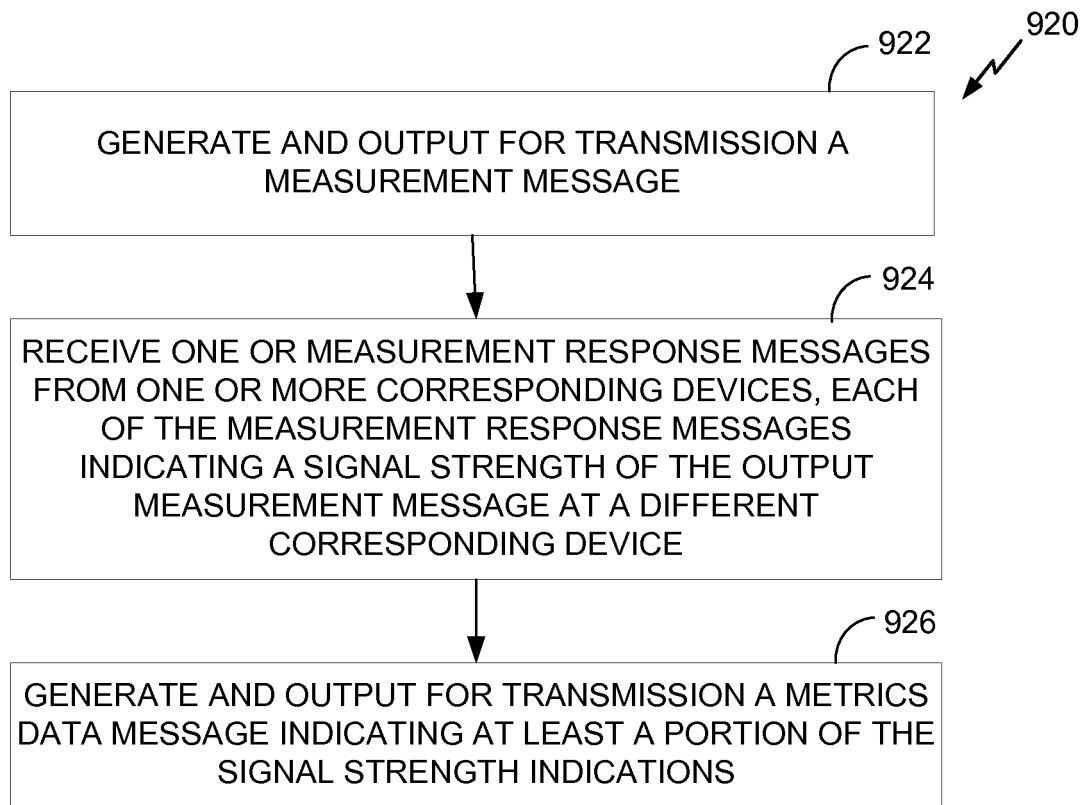 920
922
GENERATE AND OUTPUT FOR TRANSMISSION A
MEASUREMENT MESSAGE
924
RECEIVE ONE OR MEASUREMENT RESPONSE MESSAGES
FROM ONE OR MORE CORRESPONDING DEVICES, EACH
OF THE MEASUREMENT RESPONSE MESSAGES
INDICATING A SIGNAL STRENGTH OF THE OUTPUT
MEASUREMENT MESSAGE AT A DIFFERENT
CORRESPONDING DEVICE
926
GENERATE AND OUTPUT FOR TRANSMISSION A METRICS
DATA MESSAGE INDICATING AT LEAST A PORTION OF THE
SIGNAL STRENGTH INDICATIONS